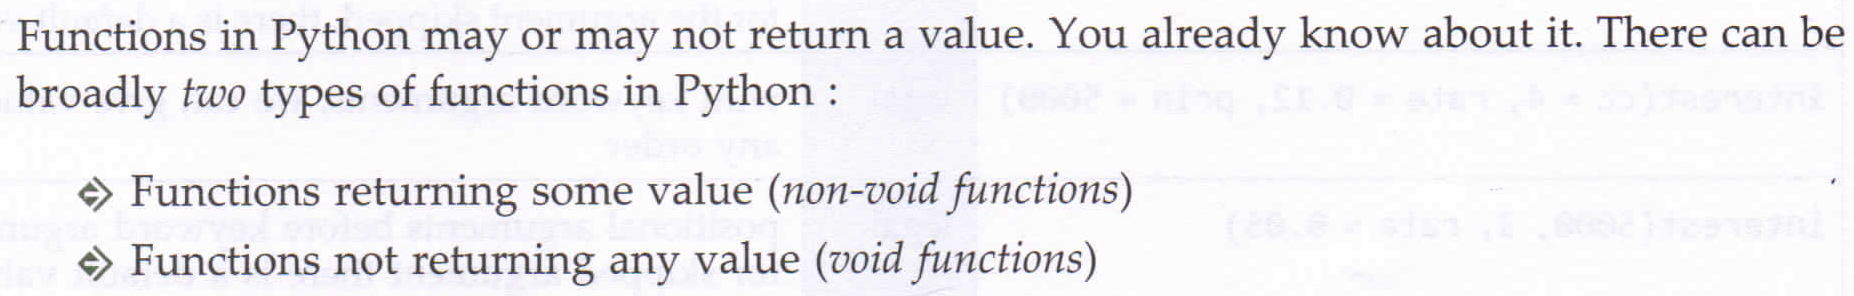 Functions in Python may or may not return a value. You already know about it. There can be
broadly two types of functions in Python :
Functions returning some value (non-void functions)
Functions not returning any value (void functions)